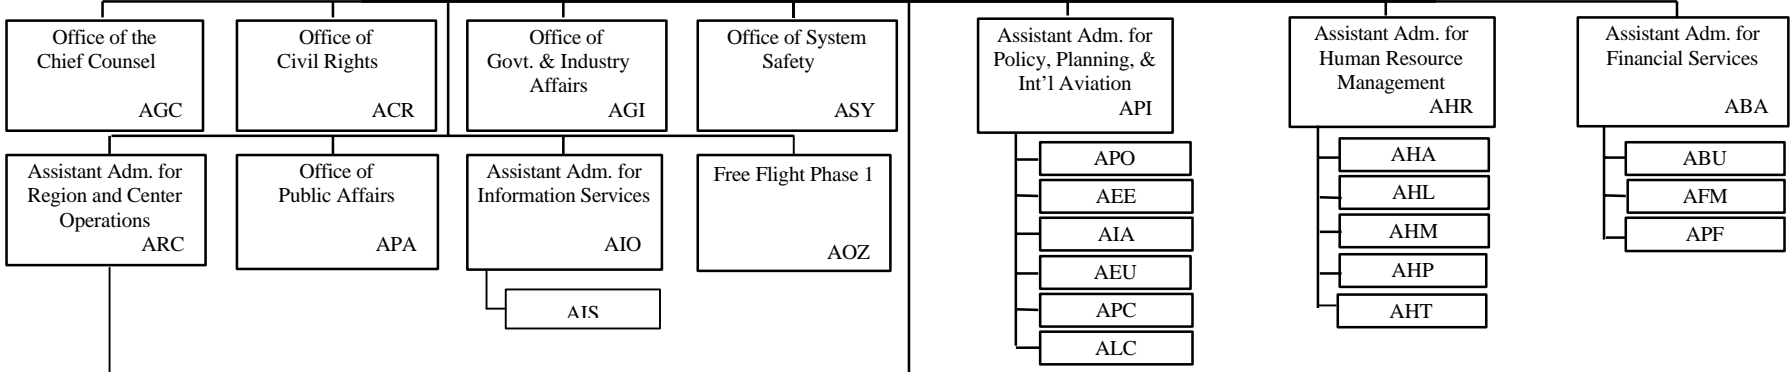 Office of the
Chief Counsel
AGC
Office of
Civil Rights
ACR
Office of
Govt. & Industry
Affairs
AGI
Office of System
Safety
ASY
Assistant Adm. for
Policy, Planning, &
Int'l Aviation
API
Assistant Adm. for
Human Resource
Management
AHR
Assistant Adm. for
Financial Services
ABA
Assistant Adm. for
Region and Center
Operations
ARC
Office of
Public Affairs
APA
Assistant Adm. for
Information Services
AIO
Free Flight Phase 1
AOZ
AIS
APO
AEE
AIA
AEU
APC
ALC
AHA
AHL
AHM
AHP
AHT
ABU
AFM
APF